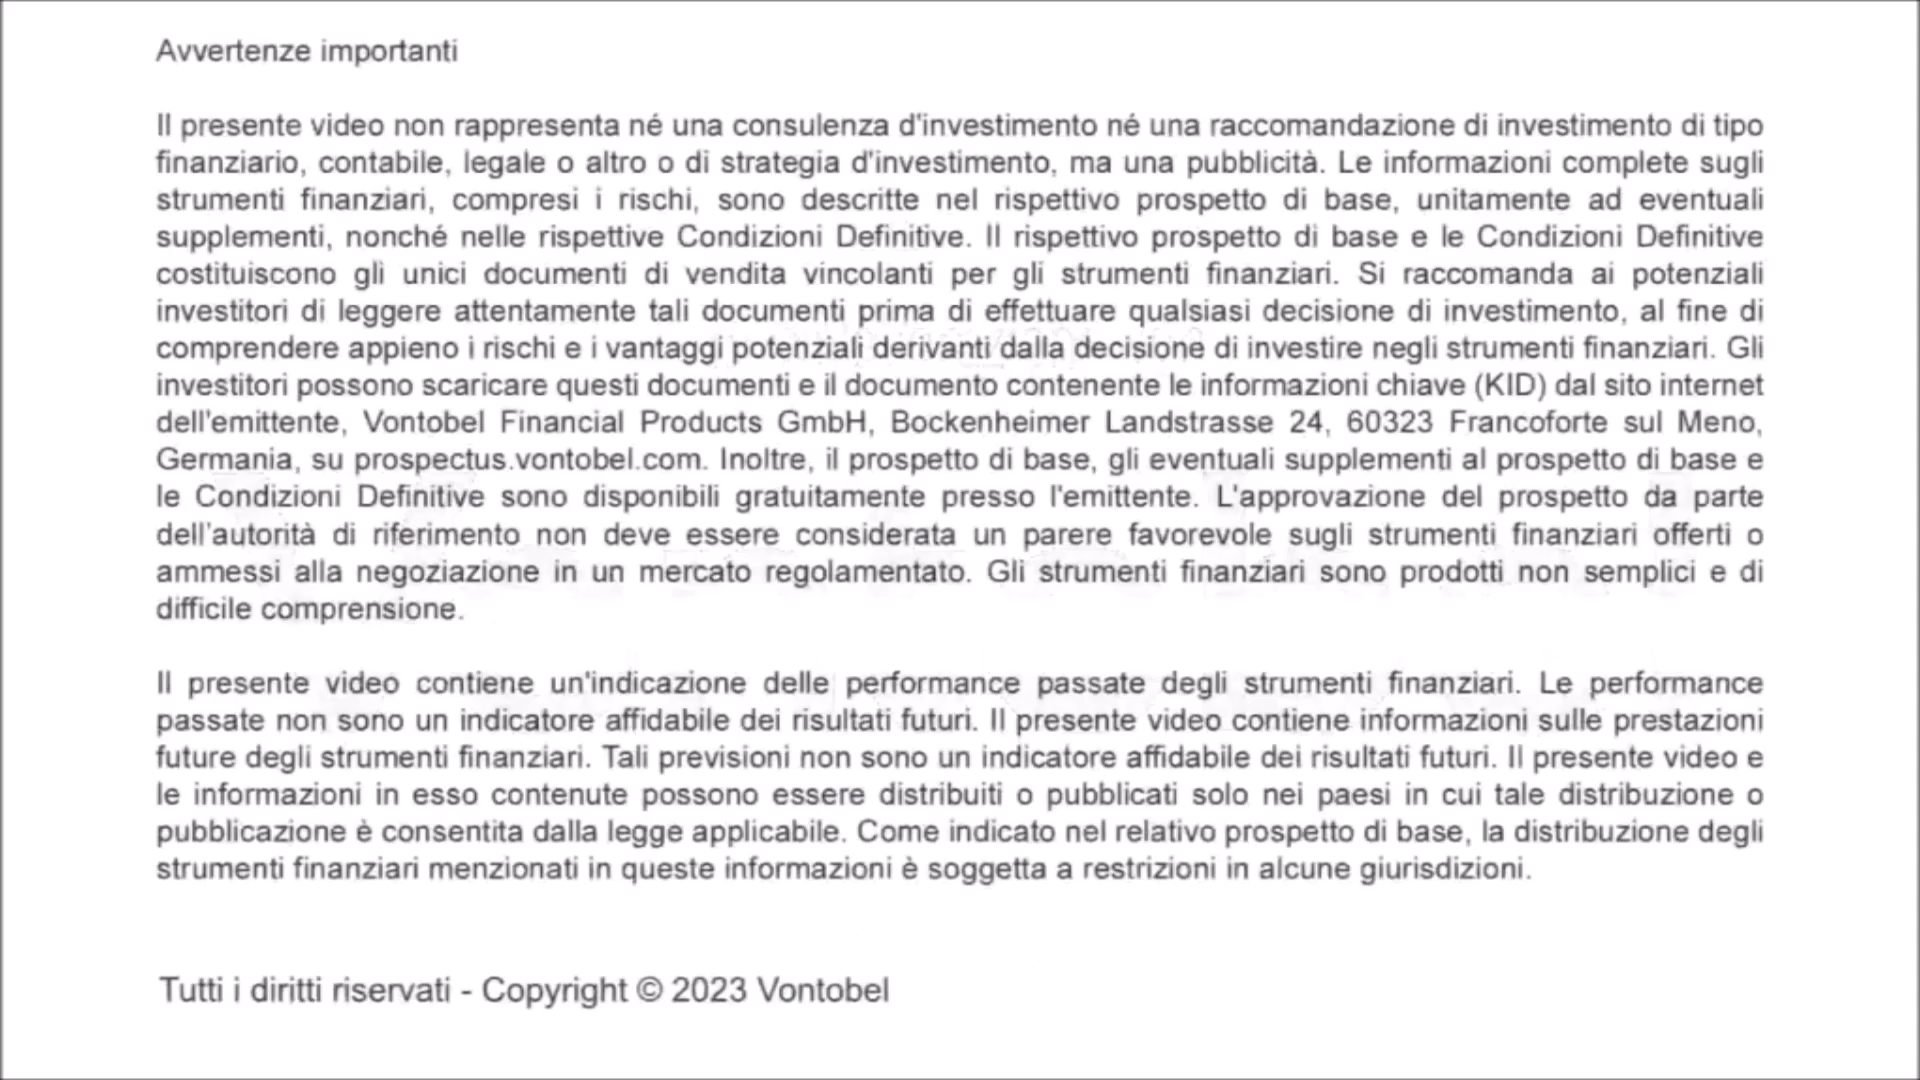 Avvertenze importanti
Il presente video non rappresenta né una consulenza d'investimento né una raccomandazione di investimento di tipo
finanziario, contabile, legale o altro o di strategia d'investimento, ma una pubblicità. Le informazioni complete sugli
strumenti finanziari, compresi i rischi, sono descritte nel rispettivo prospetto di base, unitamente ad eventuali
supplementi, nonché nelle rispettive Condizioni Definitive. Il rispettivo prospetto di base e le Condizioni Definitive
costituiscono gli unici documenti di vendita vincolanti per gli strumenti finanziari. Si raccomanda ai potenziali
investitori di leggere attentamente tali documenti prima di effettuare qualsiasi decisione di investimento, al fine di
comprendere appieno i rischi e i vantaggi potenziali derivanti dalla decisione di investire negli strumenti finanziari. Gli
investitori possono scaricare questi documenti e il documento contenente le informazioni chiave (KID) dal sito internet
dell'emittente, Vontobel Financial Products GmbH, Bockenheimer Landstrasse 24, 60323 Francoforte sul Meno,
Germania, su prospectus.vontobel.com. Inoltre, il prospetto di base, gli eventuali supplementi al prospetto di base e
le Condizioni Definitive sono disponibili gratuitamente presso l'emittente. L'approvazione del prospetto da parte
dell'autorità di riferimento non deve essere considerata un parere favorevole sugli strumenti finanziari offerti o
ammessi alla negoziazione in un mercato regolamentato. Gli strumenti finanziari sono prodotti non semplici e di
difficile comprensione.
Il presente video contiene un'indicazione delle performance passate degli strumenti finanziari. Le performance
passate non sono un indicatore affidabile dei risultati futuri. Il presente video contiene informazioni sulle prestazioni
future degli strumenti finanziari. Tali previsioni non sono un indicatore affidabile dei risultati futuri. Il presente video e
le informazioni in esso contenute possono essere distribuiti o pubblicati solo nei paesi in cui tale distribuzione o
pubblicazione è consentita dalla legge applicabile. Come indicato nel relativo prospetto di base, la distribuzione degli
strumenti finanziari menzionati in queste informazioni è soggetta a restrizioni in alcune giurisdizioni.
Tutti i diritti riservati - Copyright © 2023 Vontobel